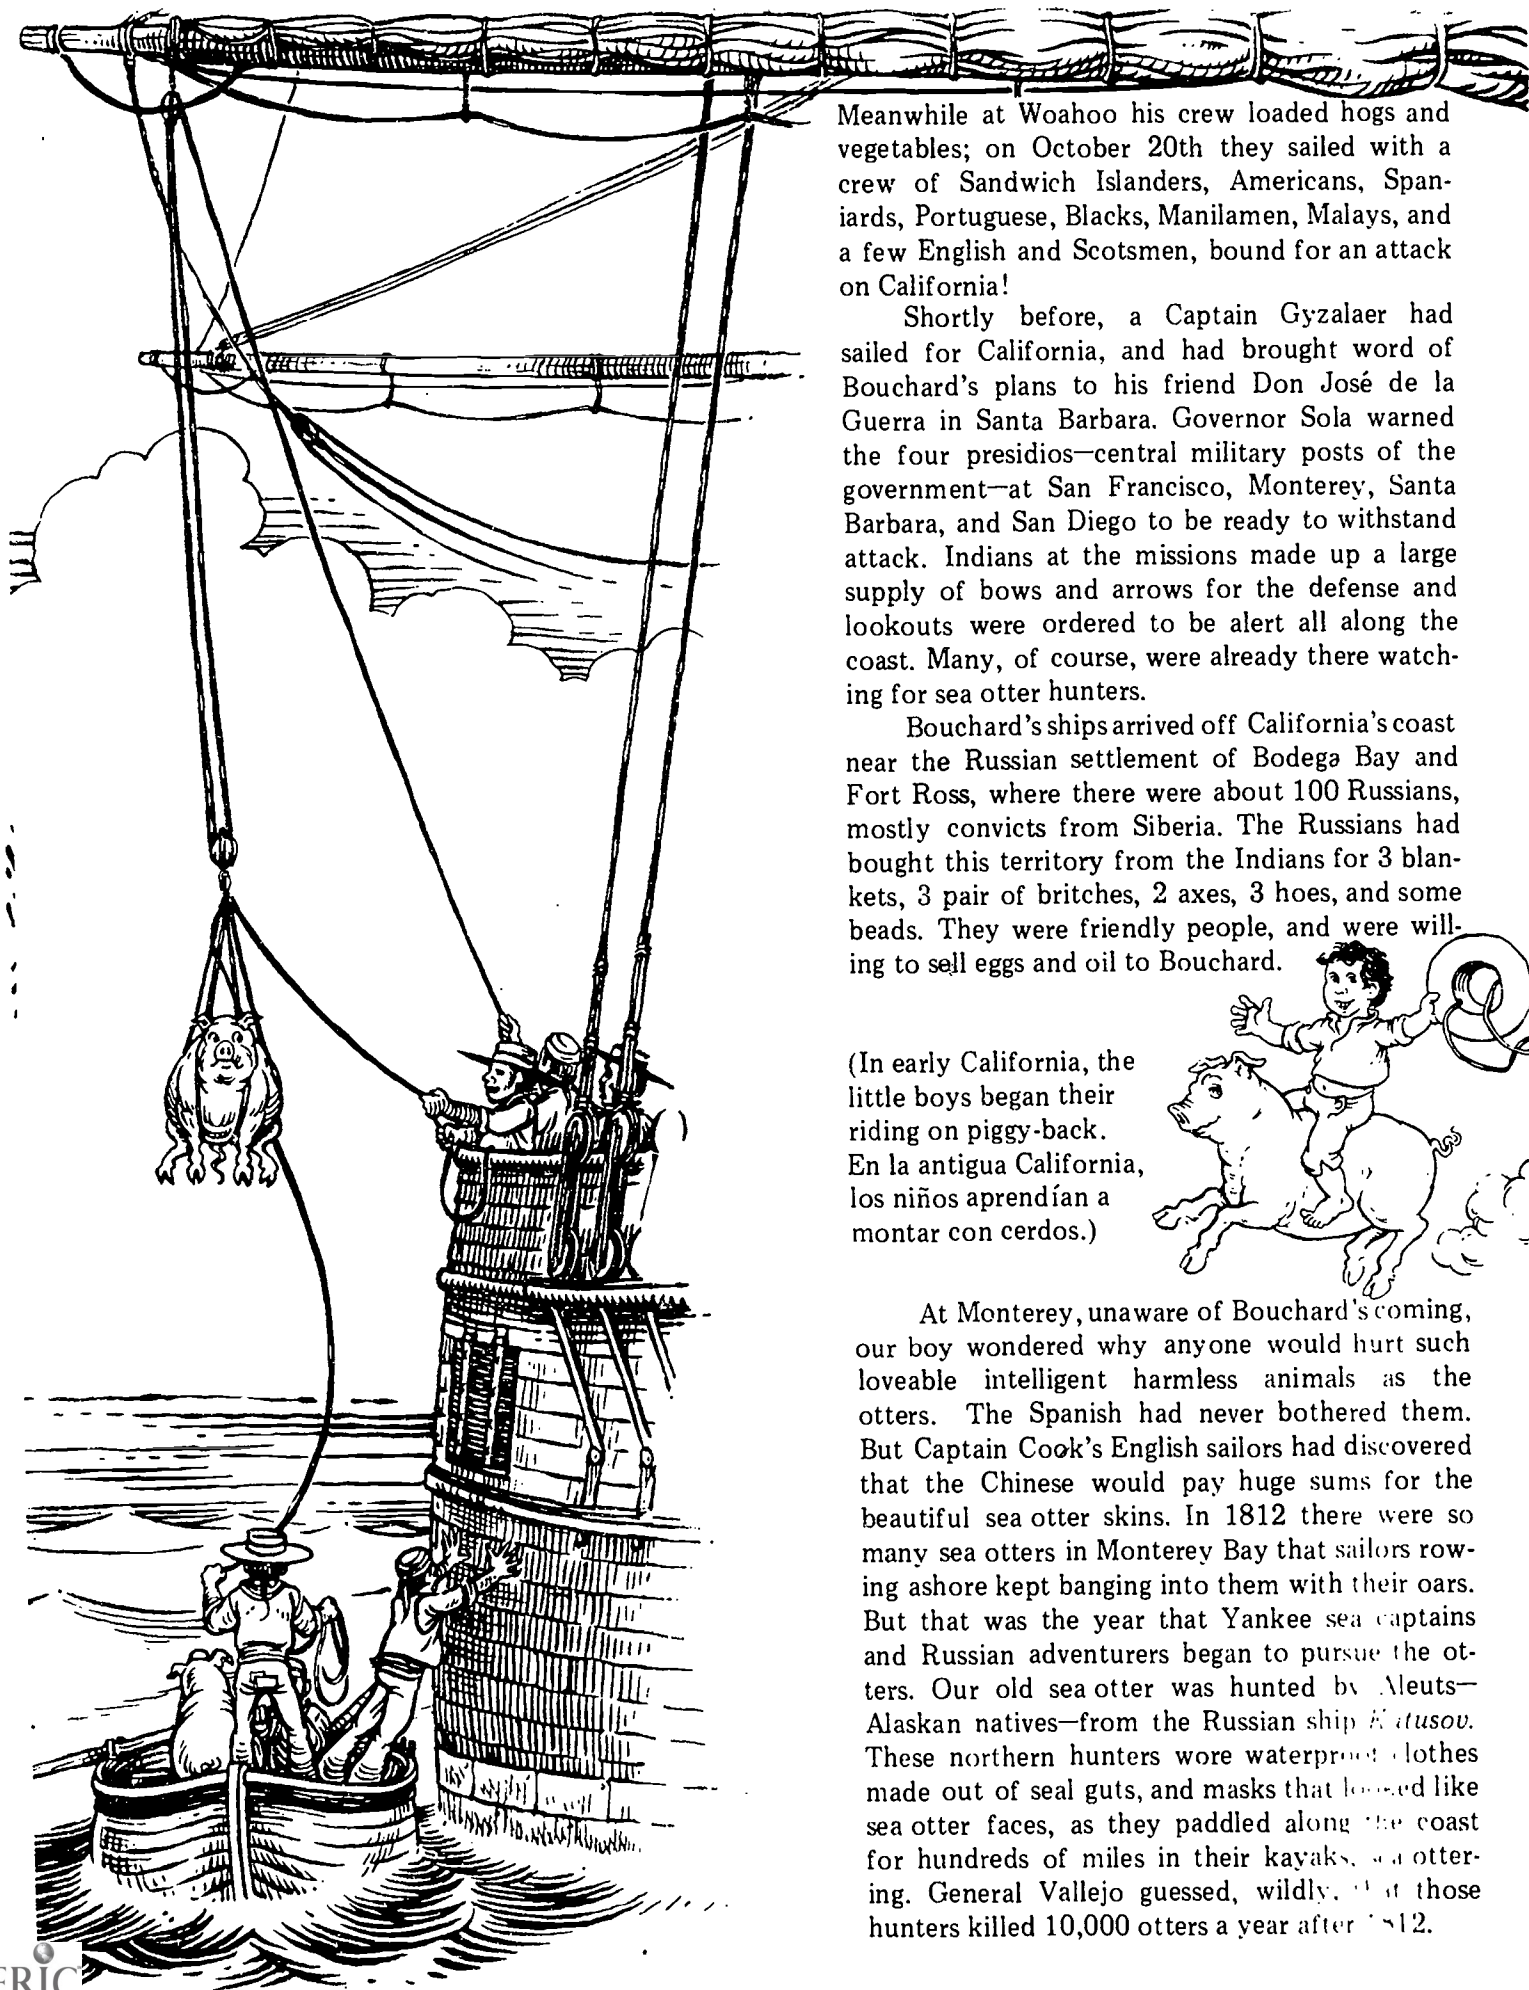 Meanwhile at Woahoo his crew loaded hogs and
vegetables; on October 20th they sailed with a
crew of Sandwich Islanders, Americans, Span-
iards, Portuguese, Blacks, Manilamen, Malays, and
a few English and Scotsmen, bound for an attack
on California!
Shortly before, a Captain Gyzalaer had
sailed for California, and had brought word of
Bouchard's plans to his friend Don José de la
Guerra in Santa Barbara. Governor Sola warned
the four presidios—central military posts of the
government—at San Francisco, Monterey, Santa
Barbara, and San Diego to be ready to withstand
attack. Indians at the missions made up a large
supply of bows and arrows for the defense and
lookouts were ordered to be alert all along the
coast. Many, of course, were already there watch-
ing for sea otter hunters.
Bouchard's ships arrived off California's coast
near the Russian settlement of Bodega Bay and
Fort Ross, where there were about 100 Russians,
mostly convicts from Siberia. The Russians had
bought this territory from the Indians for 3 blan-
kets, 3 pair of britches, 2 axes, 3 hoes, and some
beads. They were friendly people, and were will-
ing to sell eggs and oil to Bouchard.
(In early California, the
little boys began their
riding on piggy-back.
En la antigua California,
los niños aprendían a
montar con cerdos.)
At Monterey, unaware of Bouchard's coming,
our boy wondered why anyone would hurt such
loveable intelligent harmless animals as the
otters. The Spanish had never bothered them.
But Captain Cook's English sailors had discovered
that the Chinese would pay huge sums for the
beautiful sea otter skins. In 1812 there were so
many sea otters in Monterey Bay that sailors row-
ing ashore kept banging into them with their oars.
But that was the year that Yankee sea captains
and Russian adventurers began to pursue the ot-
ters. Our old sea otter was hunted by Aleuts—
Alaskan natives—from the Russian ship
These northern hunters wore waterproof clothes
made out of seal guts, and masks that looked like
sea otter faces, as they paddled along the coast
for hundreds of miles in their kayaks, otter-
ing. General Vallejo guessed, wildly, that those
hunters killed 10,000 otters a year after 1812.
ERIC